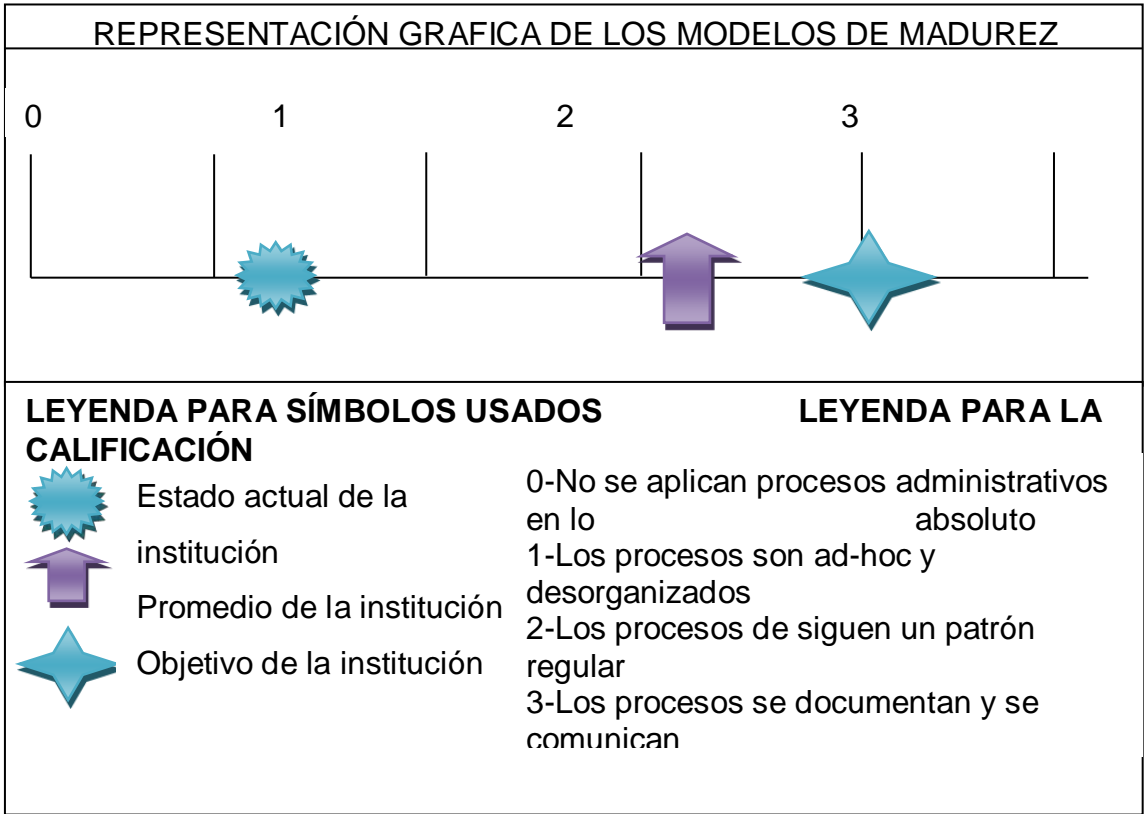 REPRESENTACIÓN GRAFICA DE LOS MODELOS DE MADUREZ
0 1 2 3
LEYENDA PARA SÍMBOLOS USADOS LEYENDA PARA LA
CALIFICACIÓN
Estado actual de la
institución
Promedio de la institución
Objetivo de la institución
0-No se aplican procesos administrativos
en lo absoluto
1-Los procesos son ad-hoc y
desorganizados
2-Los procesos de siguen un patrón
regular
3-Los procesos se documentan y se
comunican